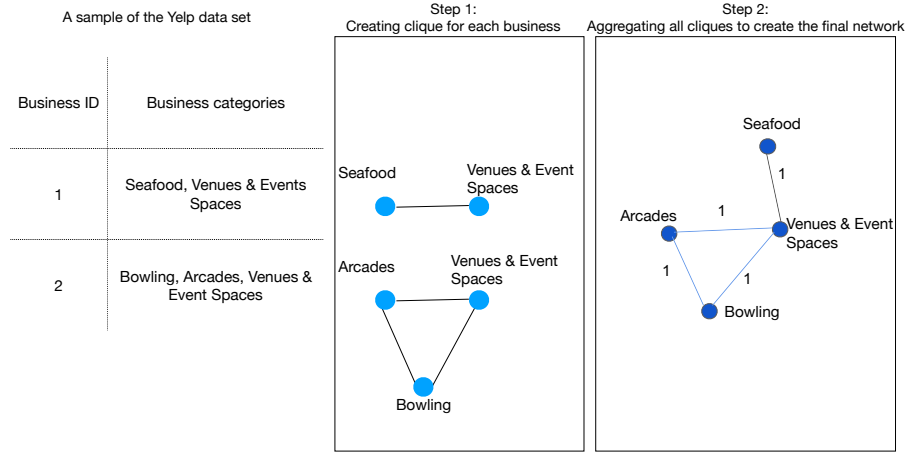 A sample of the Yelp data set
Business ID
Business categories
1
Seafood, Venues & Events
Spaces
2
Bowling, Arcades, Venues &
Event Spaces
Step 1:
Creating clique for each business
Seafood
Venues & Event
Spaces
Arcades
Venues & Event
Spaces
Bowling
Step 2:
Aggregating all cliques to create the final network
Seafood
1
Arcades
1
Venues & Event
Spaces
1
1
Bowling